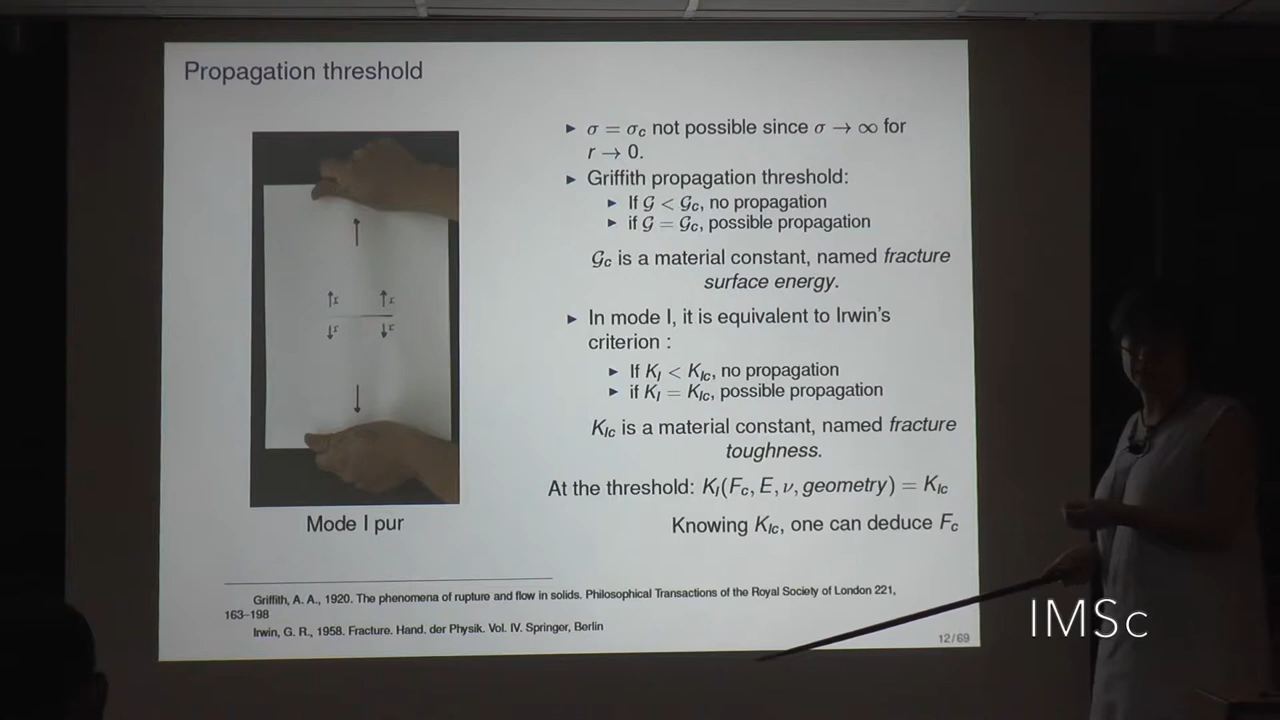 Propagation threshold
▶ σ = σc not possible since σ → ∞ for
r → 0.
▶ Griffith propagation threshold:
▶ If G < Gc, no propagation
▶ if G = Gc, possible propagation
Gc is a material constant, named fracture
surface energy.
▶ In mode I, it is equivalent to Irwin's
criterion :
▶ If KI < KIc, no propagation
▶ if KI = KIc, possible propagation
KIc is a material constant, named fracture
toughness.
At the threshold: KI(Fc, E, ν, geometry) = KIc
Knowing KIc, one can deduce Fc
Mode I pur
Griffith, A. A., 1920. The phenomena of rupture and flow in solids. Philosophical Transactions of the Royal Society of London 221,
163–198
Irwin, G. R., 1958. Fracture. Hand. der Physik. Vol. IV. Springer, Berlin
12/69
IMSc